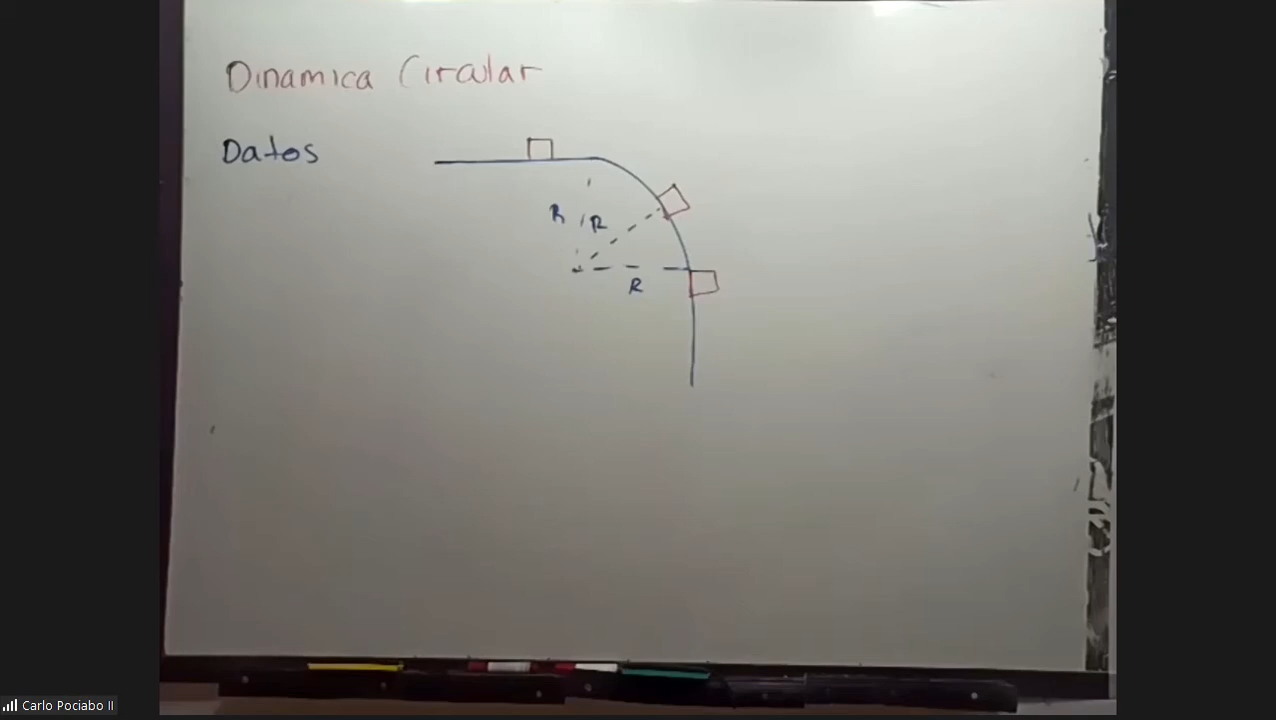 Dinamica Circular
Datos
R
R
R
Carlo Pociabo II